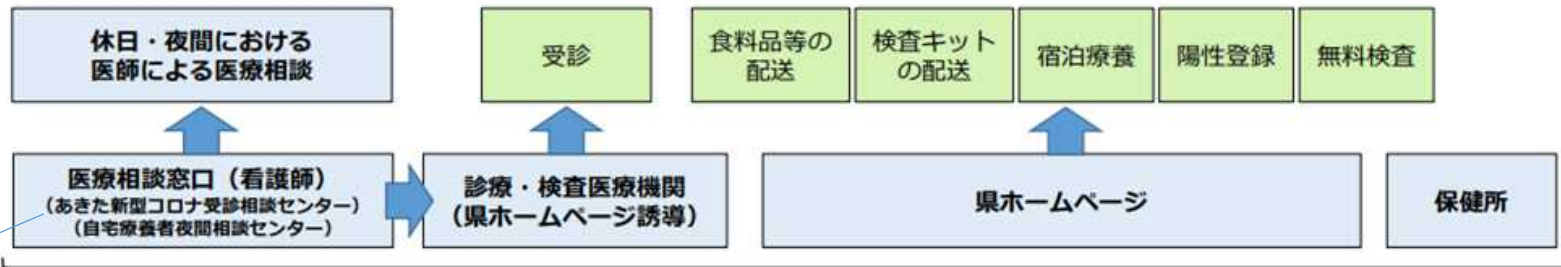 休日・夜間における
医師による医療相談
受診
食料品等の
配送
検査キット
の配送
宿泊療養
陽性登録
無料検査
医療相談窓口（看護師）
（あきた新型コロナ受診相談センター）
（自宅療養者夜間相談センター）
診療・検査医療機関
（県ホームページ誘導）
県ホームページ
保健所